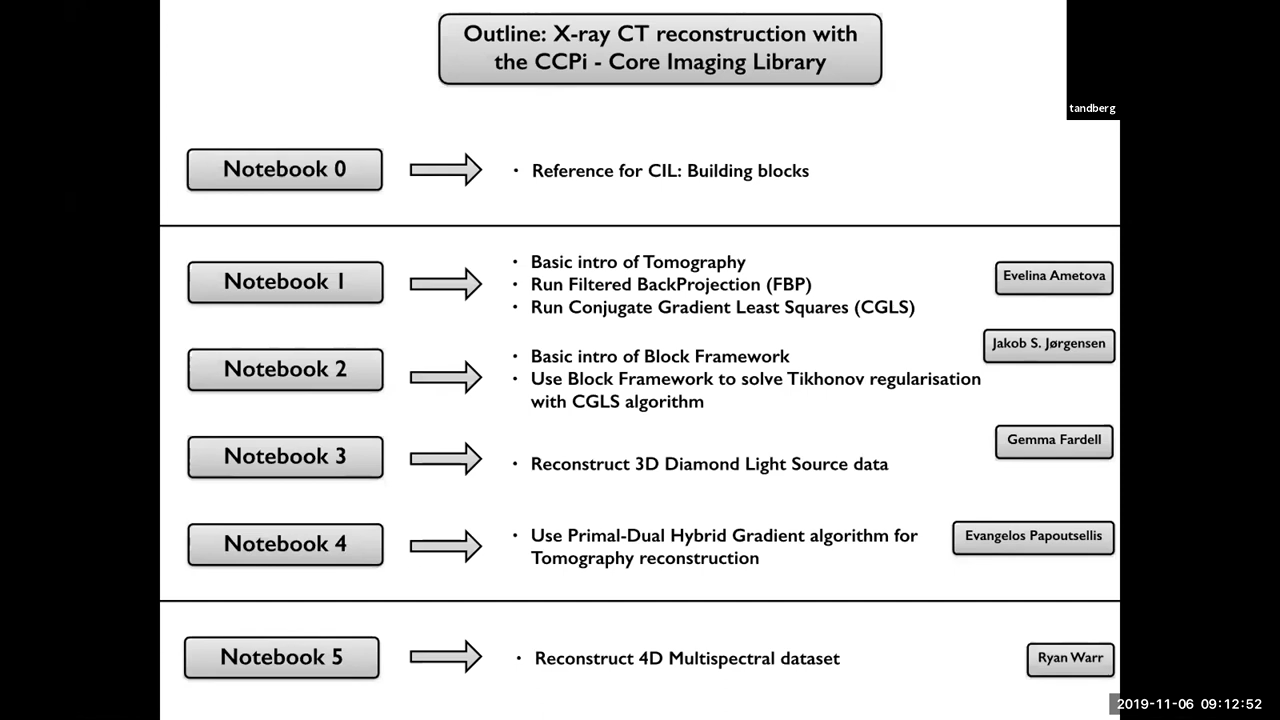 Outline: X-ray CT reconstruction with
the CCPi - Core Imaging Library
tandberg
Notebook 0
• Reference for CIL: Building blocks
Notebook 1
• Basic intro of Tomography
• Run Filtered BackProjection (FBP)
• Run Conjugate Gradient Least Squares (CGLS)
Evelina Ametova
Notebook 2
• Basic intro of Block Framework
• Use Block Framework to solve Tikhonov regularisation
with CGLS algorithm
Jakob S. Jørgensen
Notebook 3
• Reconstruct 3D Diamond Light Source data
Gemma Fardell
Notebook 4
• Use Primal-Dual Hybrid Gradient algorithm for
Tomography reconstruction
Evangelos Papoutsellis
Notebook 5
• Reconstruct 4D Multispectral dataset
Ryan Warr
2019-11-06 09:12:52